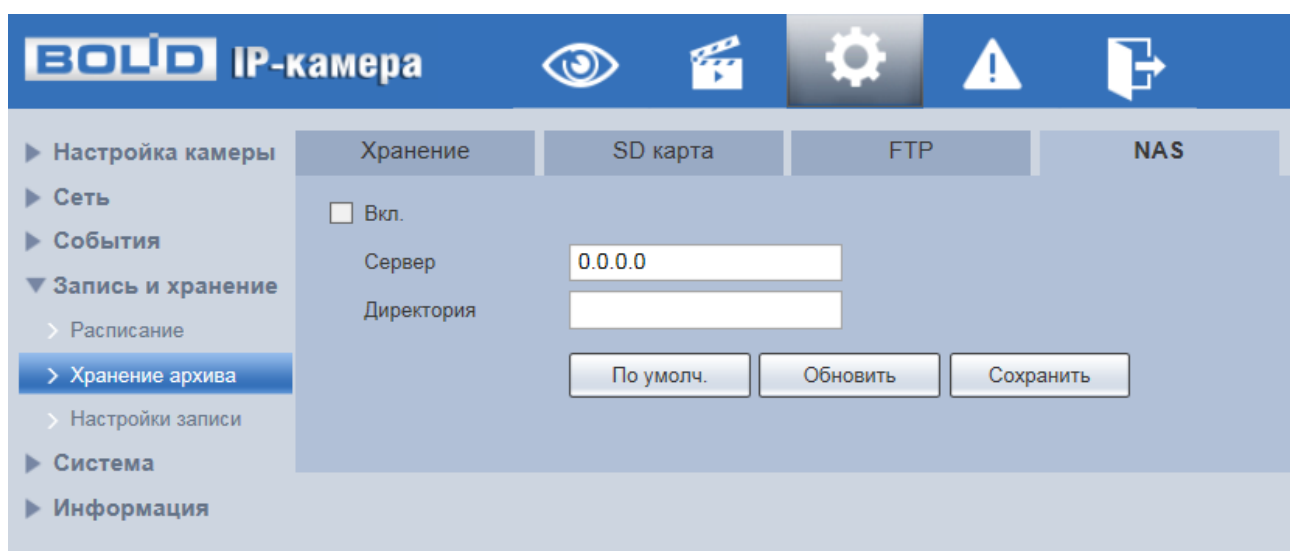 BOLID IP-камера
Настройка камеры
Сеть
События
Запись и хранение
Расписание
Хранение архива
Настройки записи
Система
Информация
Хранение SD карта FTP NAS
Вкл.
Сервер 0.0.0.0
Директория
По умолч. Обновить Сохранить